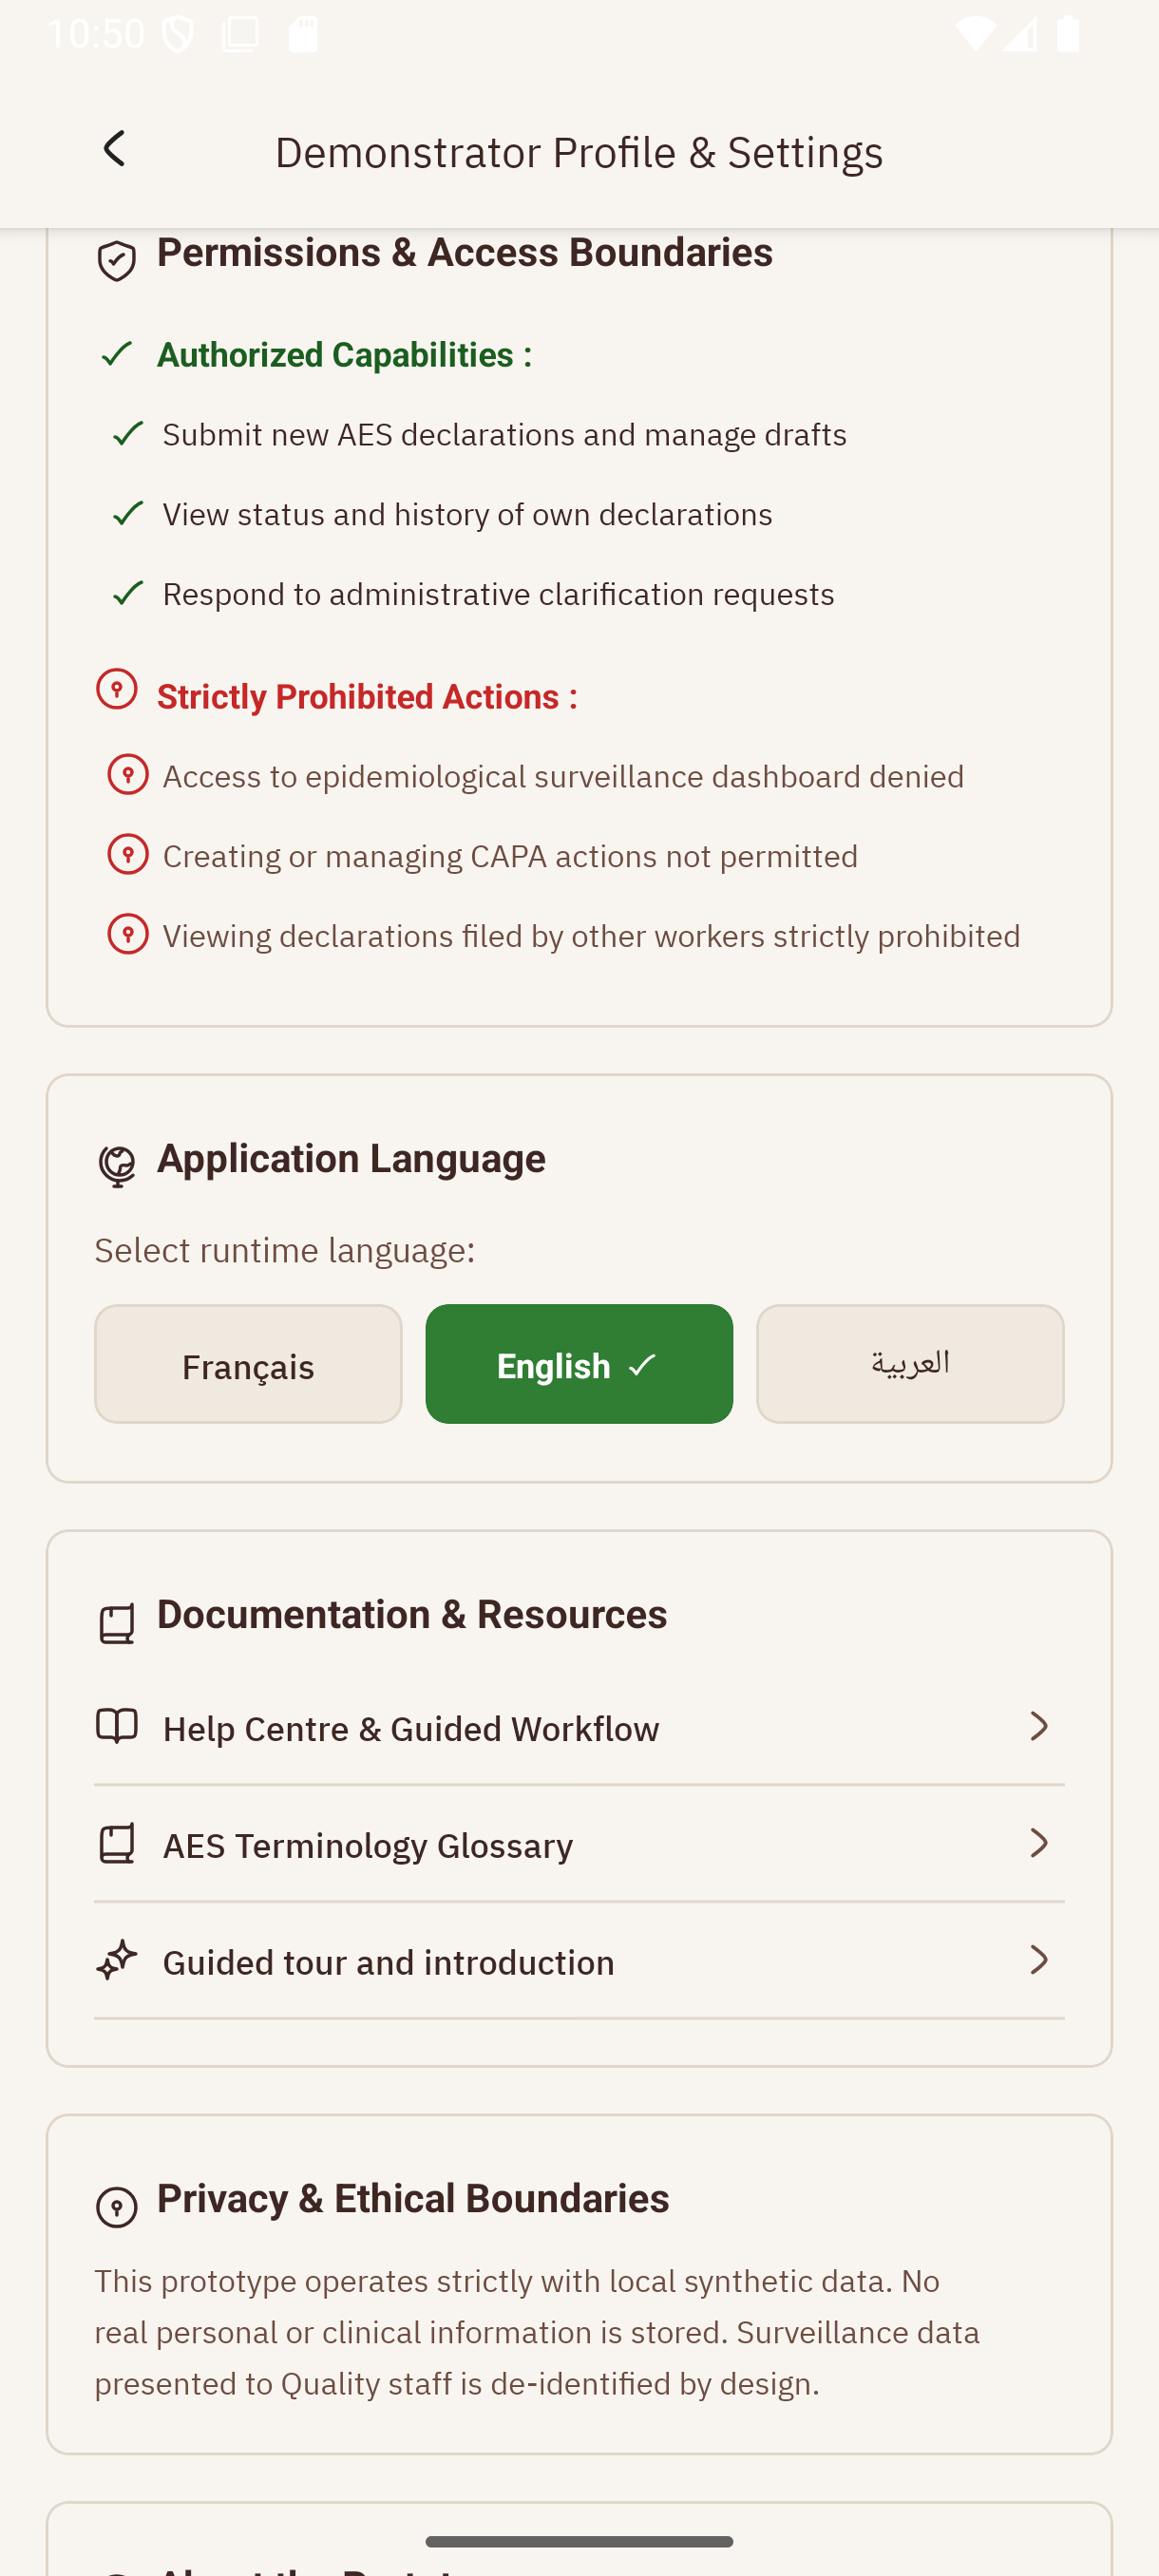 10:50
Demonstrator Profile & Settings
Permissions & Access Boundaries
Authorized Capabilities :
Submit new AES declarations and manage drafts
View status and history of own declarations
Respond to administrative clarification requests
Strictly Prohibited Actions :
Access to epidemiological surveillance dashboard denied
Creating or managing CAPA actions not permitted
Viewing declarations filed by other workers strictly prohibited
Application Language
Select runtime language:
Français
English
العربية
Documentation & Resources
Help Centre & Guided Workflow
AES Terminology Glossary
Guided tour and introduction
Privacy & Ethical Boundaries
This prototype operates strictly with local synthetic data. No
real personal or clinical information is stored. Surveillance data
presented to Quality staff is de-identified by design.